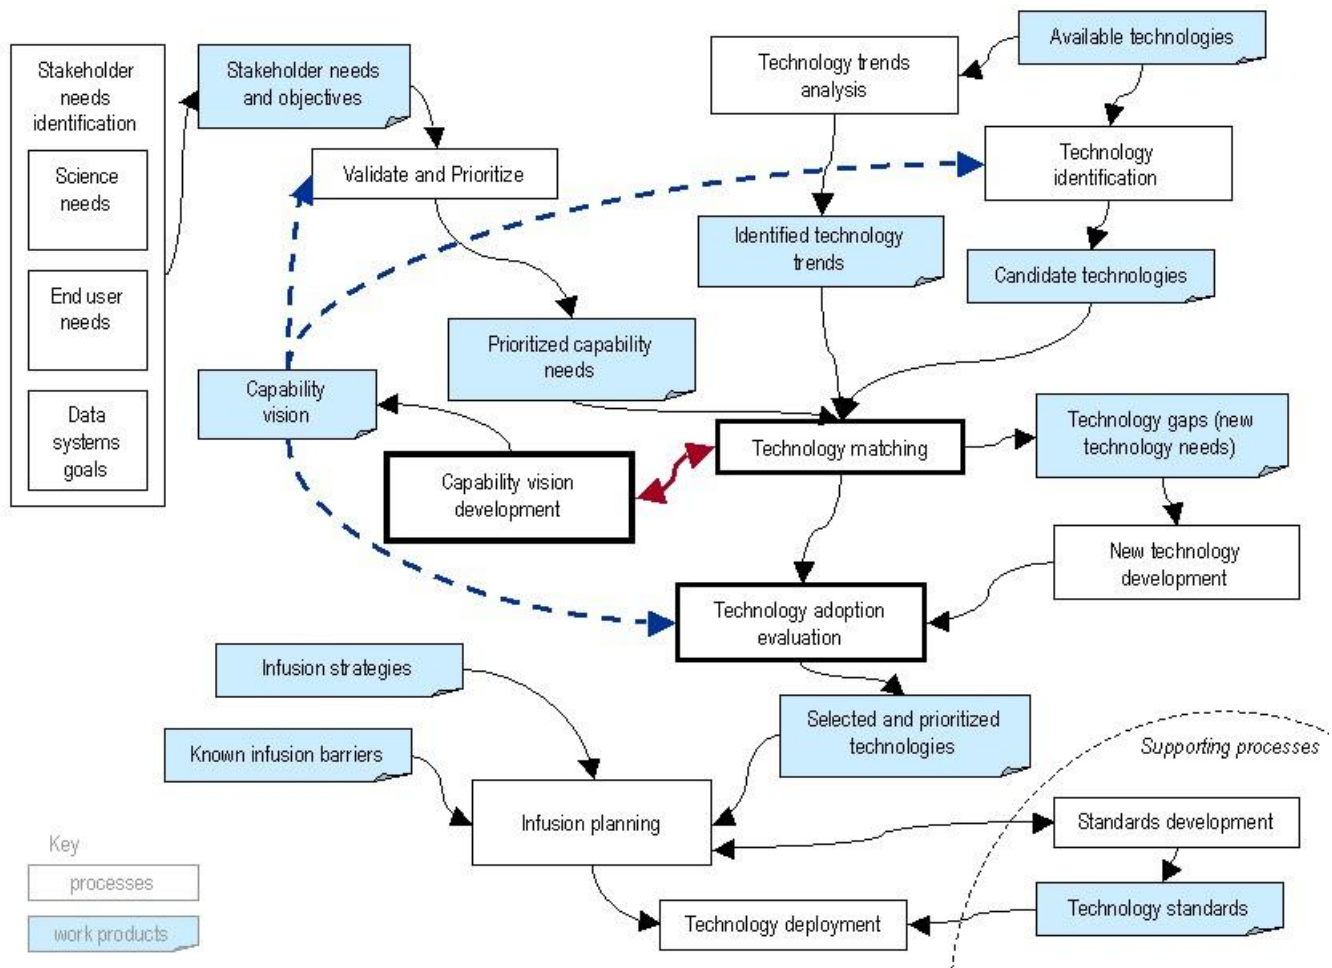 Stakeholder
needs
identification
Science
needs
End user
needs
Data
systems
goals
Stakeholder needs
and objectives
Validate and Prioritize
Technology trends
analysis
Available technologies
Technology
identification
Identified technology
trends
Candidate technologies
Prioritized capability
needs
Capability
vision
Capability vision
development
Technology matching
Technology gaps (new
technology needs)
New technology
development
Technology adoption
evaluation
Infusion strategies
Known infusion barriers
Selected and prioritized
technologies
Supporting processes
Infusion planning
Standards development
Technology deployment
Technology standards
Key
processes
work products